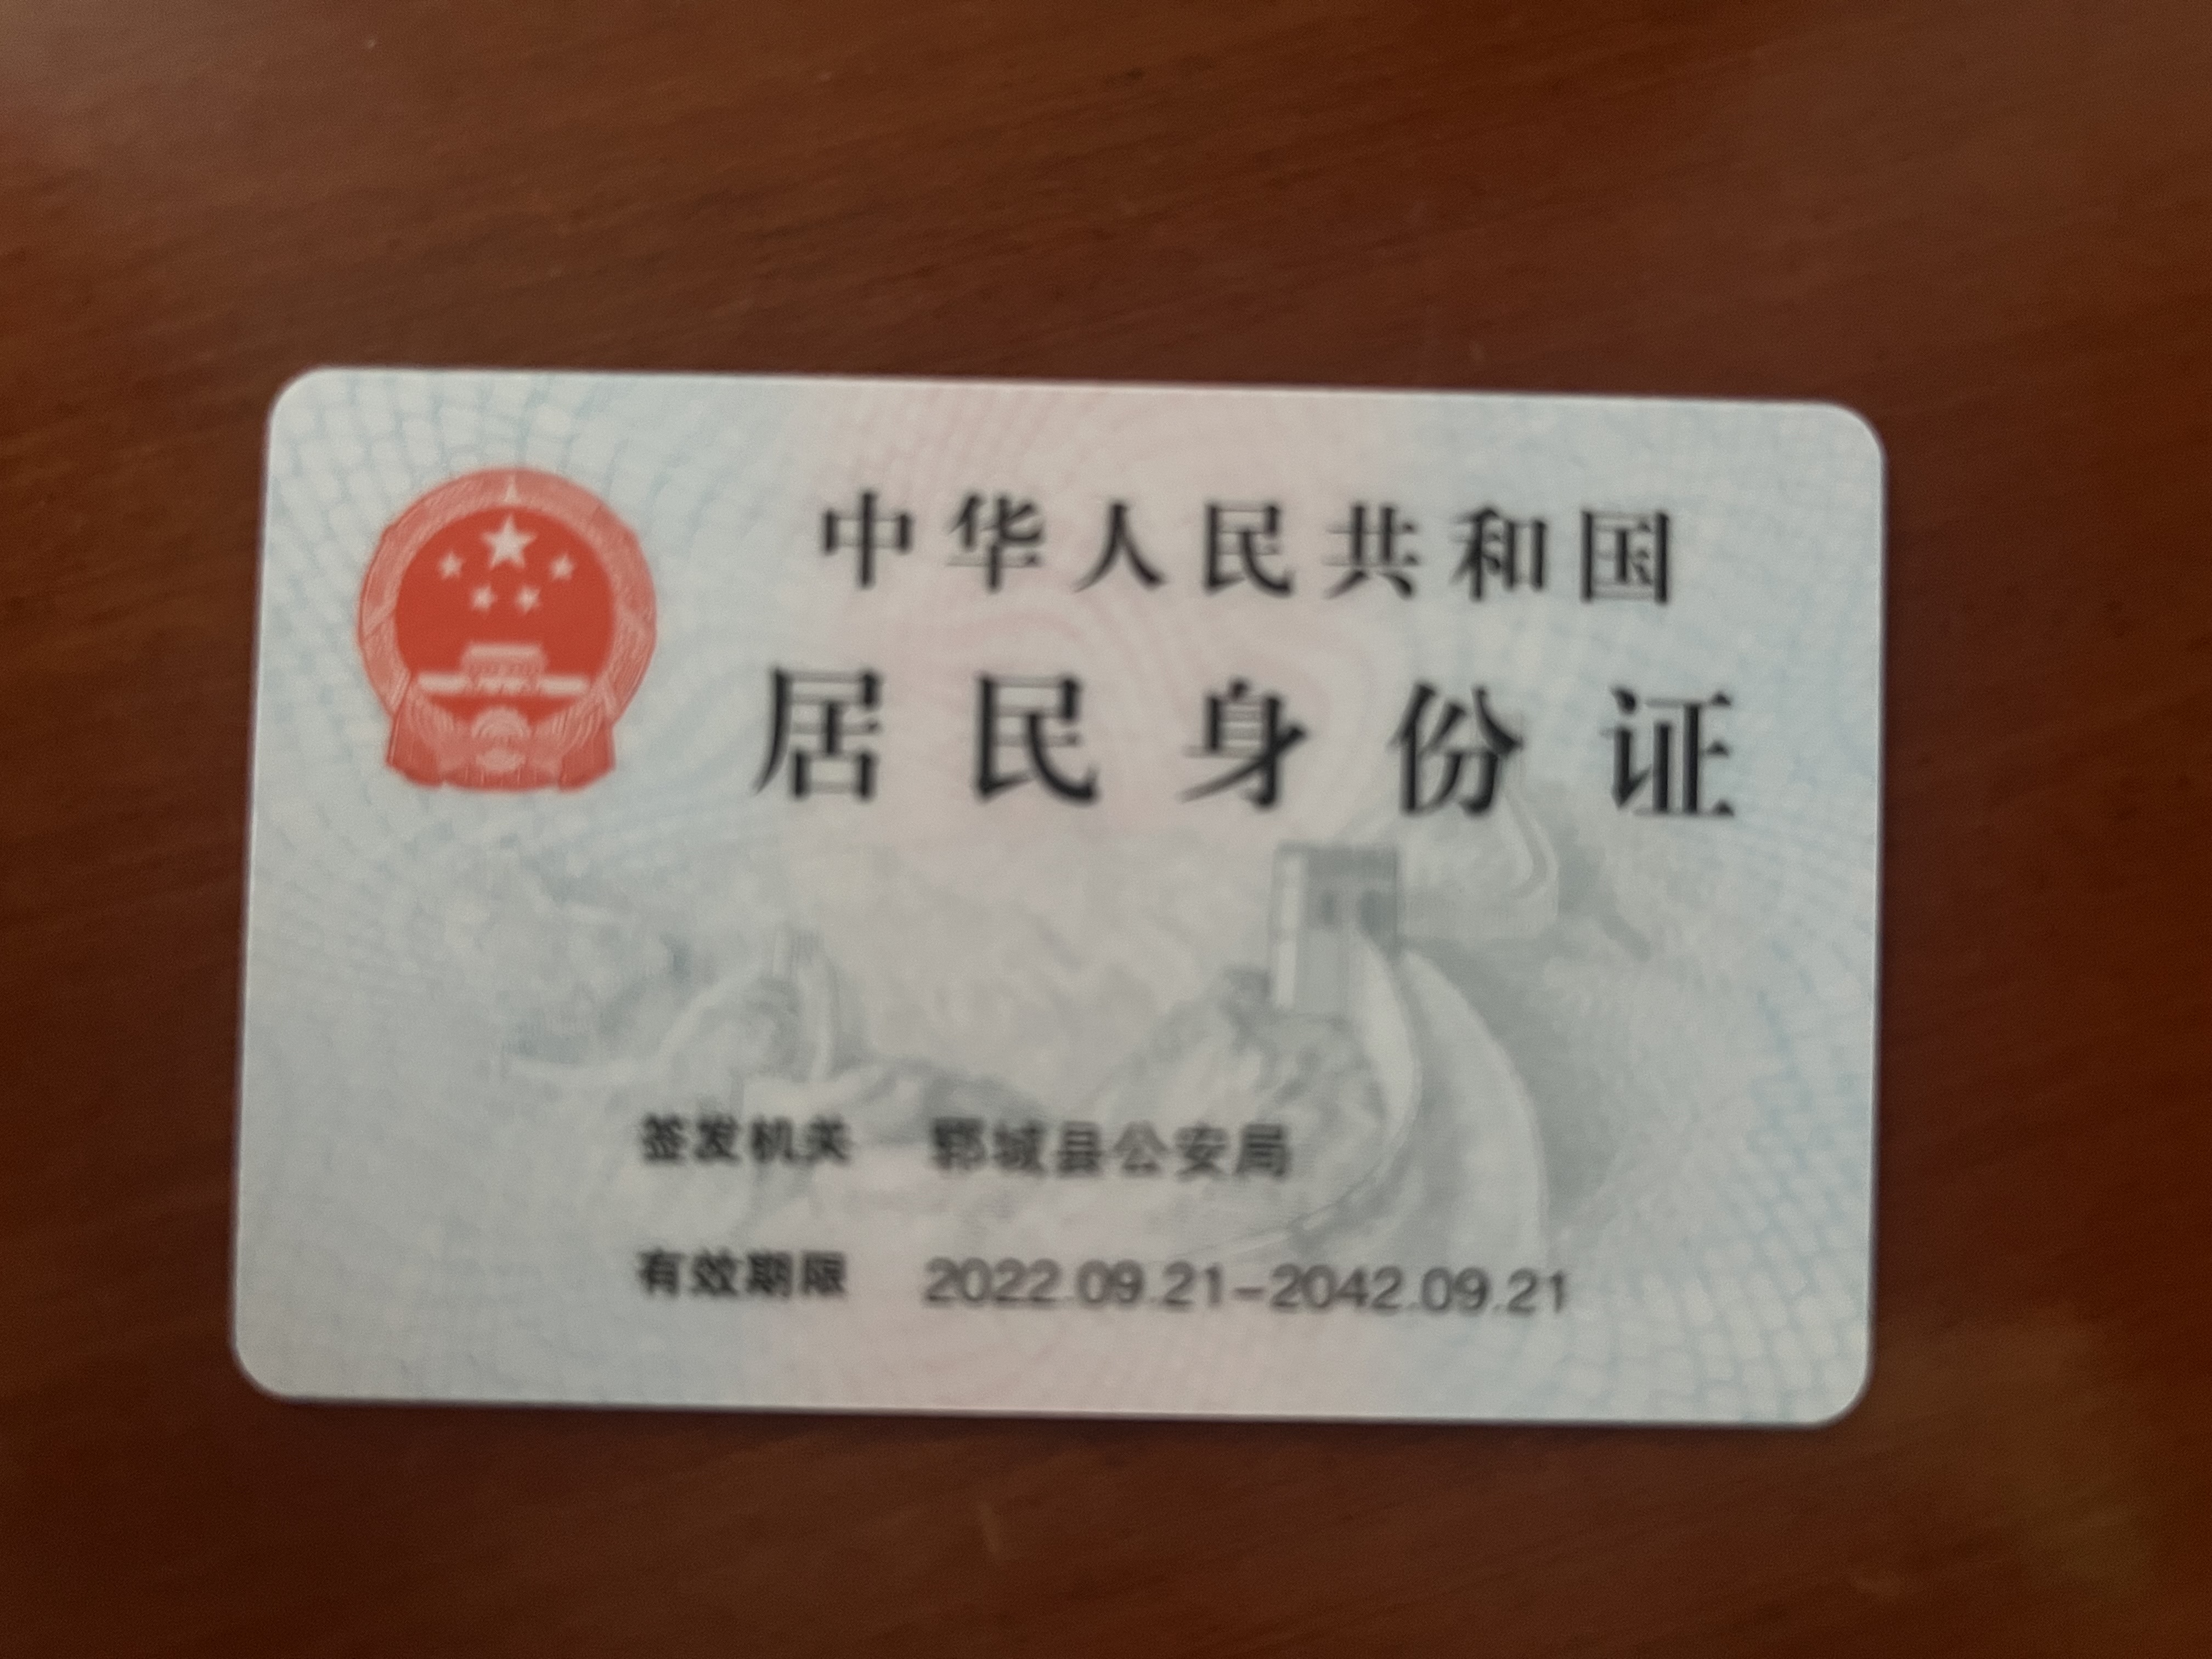 中华人民共和国
居民身份证
签发机关 郓城县公安局
有效期限 2022.09.21-2042.09.21